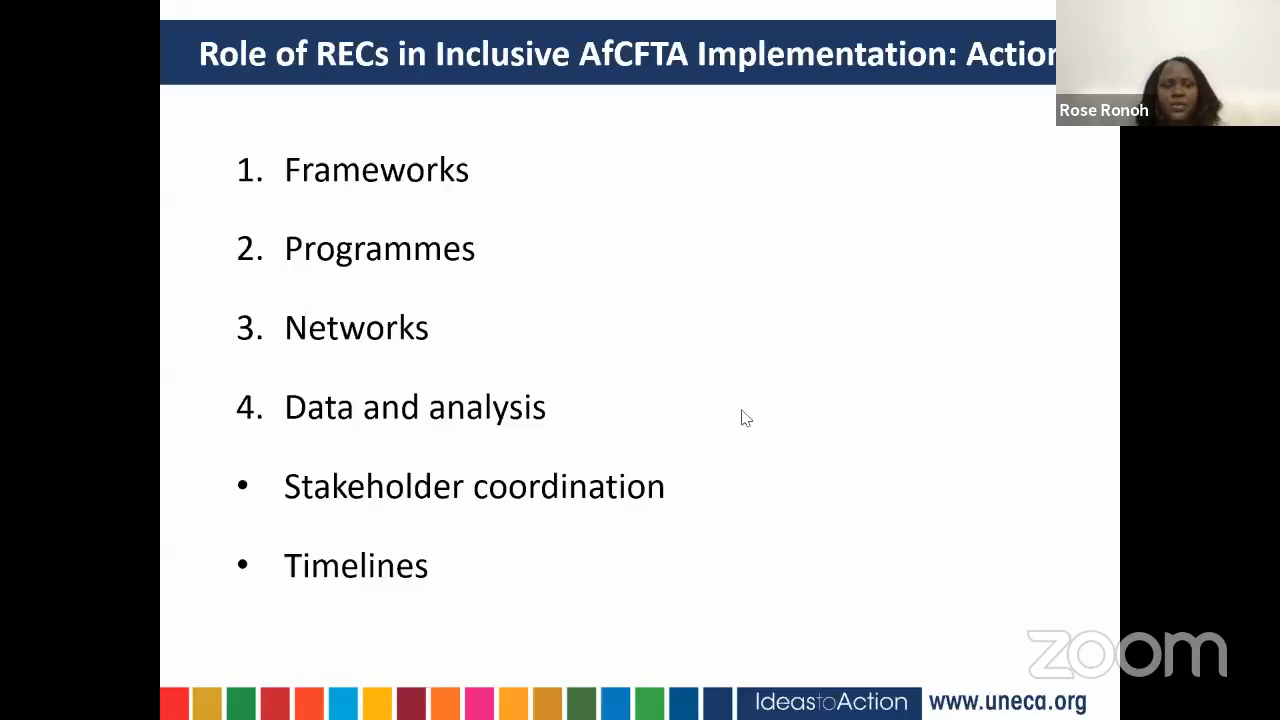 Role of RECs in Inclusive AfCFTA Implementation: Action
Rose Ronoh
1. Frameworks
2. Programmes
3. Networks
4. Data and analysis
• Stakeholder coordination
• Timelines
zoom
IdeastoAction www.uneca.org